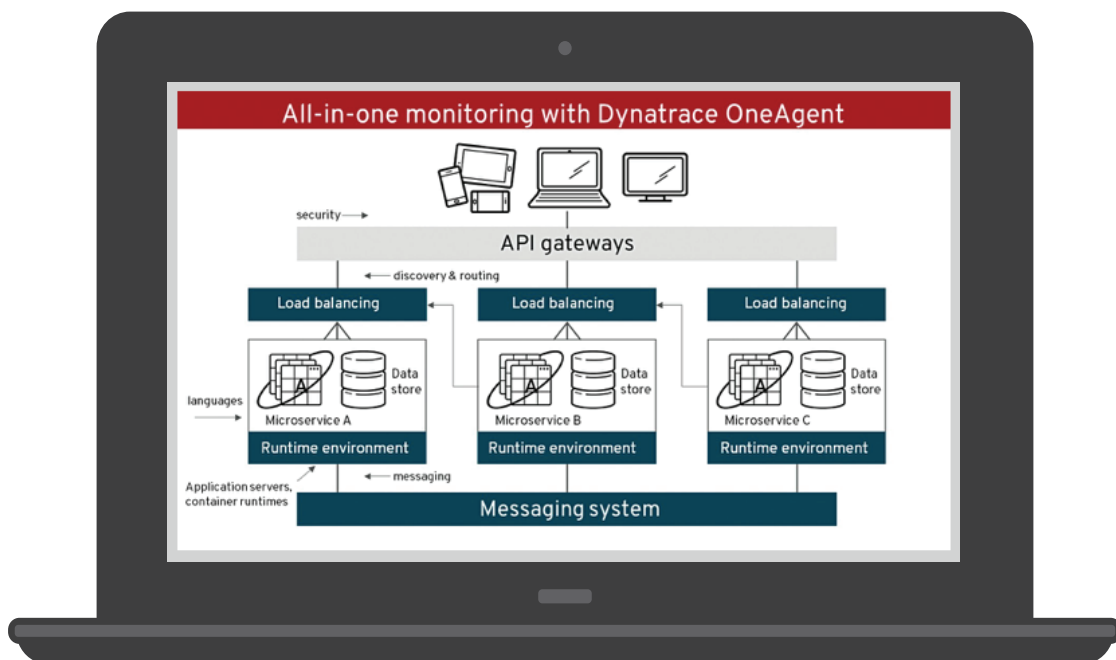 All-in-one monitoring with Dynatrace OneAgent
security
API gateways
discovery & routing
Load balancing
Load balancing
Load balancing
languages
A
Data
store
Microservice A
A
Data
store
Microservice B
A
Data
store
Microservice C
Runtime environment
Runtime environment
Runtime environment
Application servers,
container runtimes
messaging
Messaging system